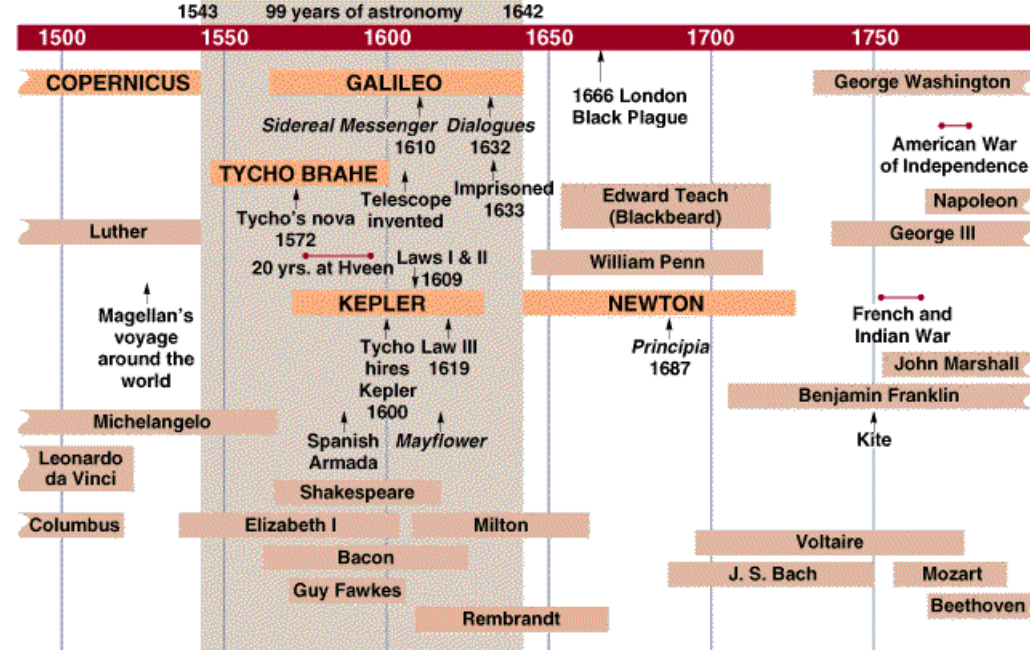 1543 99 years of astronomy 1642
1500 1550 1600 1650 1700 1750
COPERNICUS
GALILEO
George Washington
1666 London
Black Plague
Sidereal Messenger
1610
Dialogues
1632
American War
of Independence
TYCHO BRAHE
Telescope
invented
Imprisoned
1633
Edward Teach
(Blackbeard)
Napoleon
Tycho's nova
1572
Luther
George III
20 yrs. at Hveen
Laws I & II
1609
William Penn
KEPLER
NEWTON
Magellan's
voyage
around the
world
French and
Indian War
Tycho
hires
Kepler
1600
Law III
1619
Principia
1687
John Marshall
Benjamin Franklin
Michelangelo
Spanish
Armada
Mayflower
Kite
Leonardo
da Vinci
Shakespeare
Columbus
Elizabeth I
Milton
Voltaire
Bacon
J. S. Bach
Mozart
Guy Fawkes
Beethoven
Rembrandt